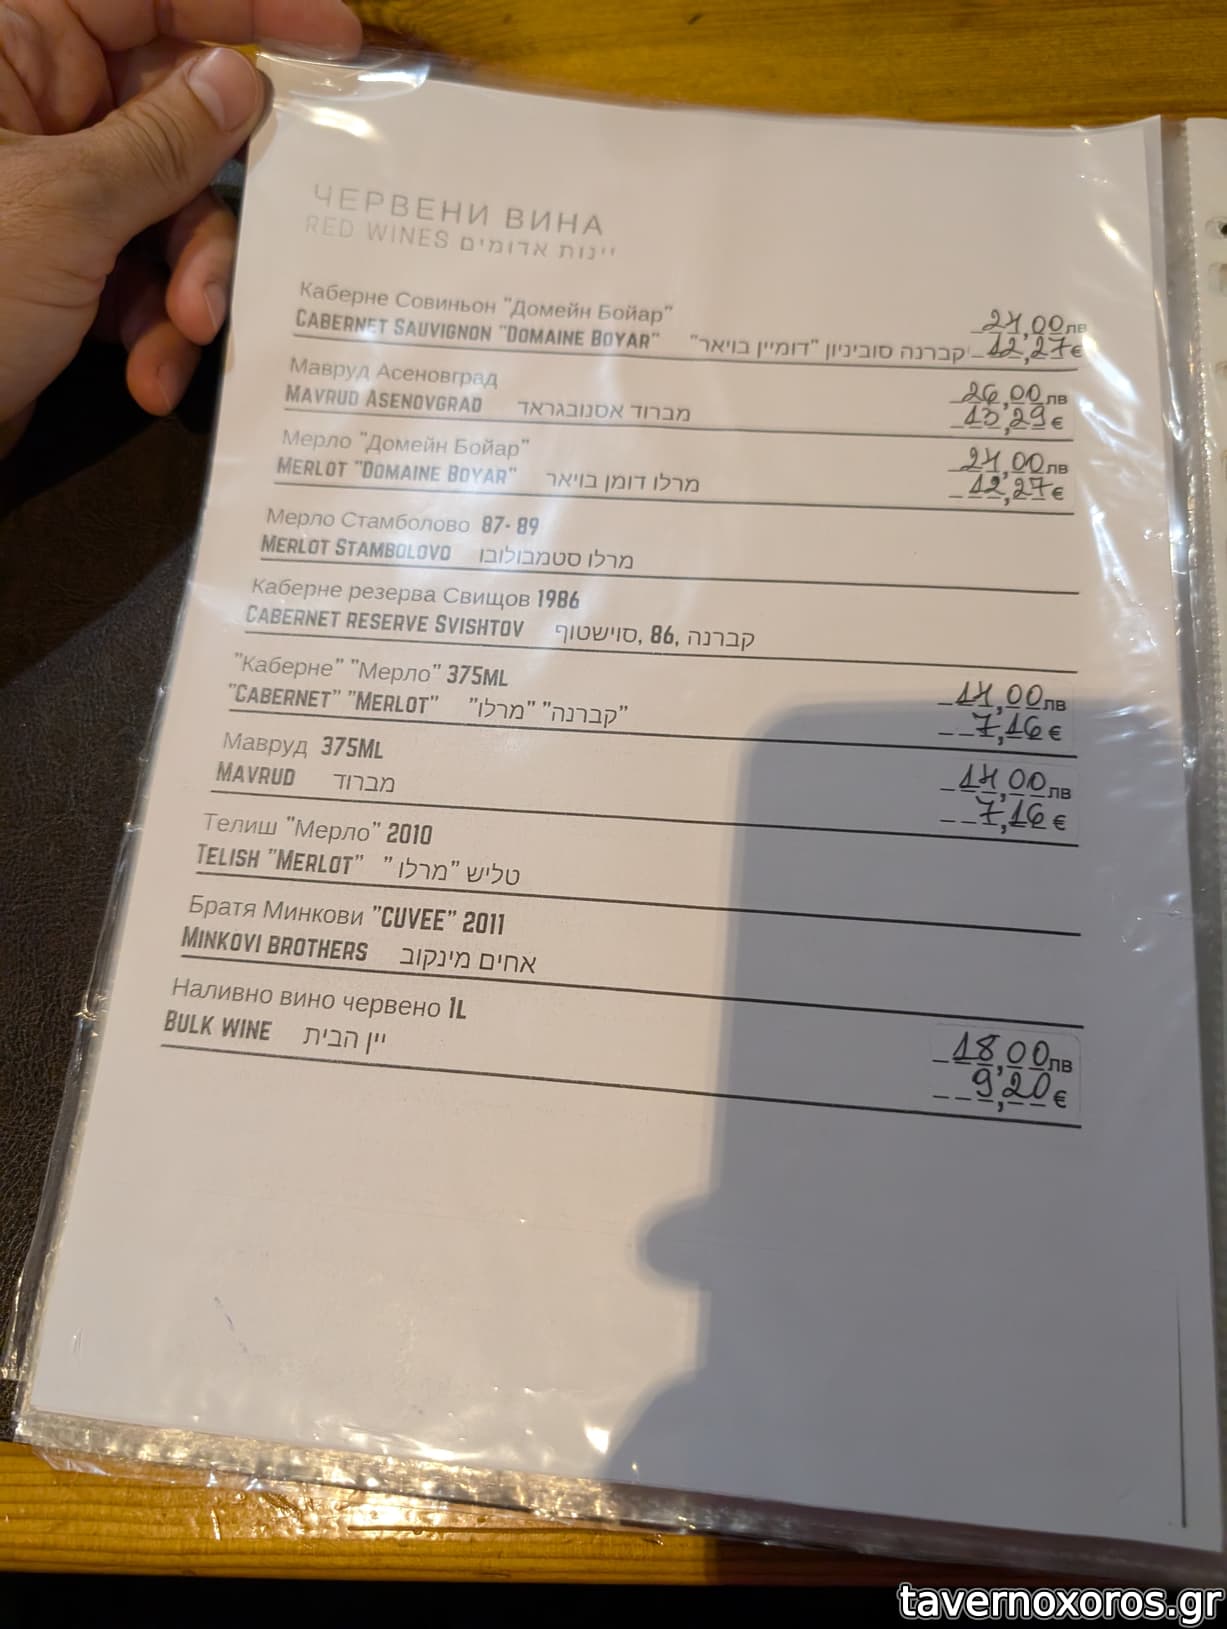 ЧЕРВЕНИ ВИНА
RED WINES יינות אדומים
Каберне Совиньон "Домейн Бойар"
CABERNET SAUVIGNON "DOMAINE BOYAR" קברנה סוביניון "דומיין בויאר"
24,00лв
12,27€
Мавруд Асеновград
MAVRUD ASENOVGRAD מברוד אסנובגראד
26,00лв
13,29€
Мерло "Домейн Бойар"
MERLOT "DOMAINE BOYAR" מרלו דומן בויאר
24,00лв
12,27€
Мерло Стамболово 87-89
MERLOT STAMBOLOVO מרלו סטמבולובו
Каберне резерва Свищов 1986
CABERNET RESERVE SVISHTOV קברנה, 86, סוישטוף
"Каберне" "Мерло" 375ML
"CABERNET" "MERLOT" "קברנה" "מרלו"
14,00лв
7,16€
Мавруд 375ML
MAVRUD מברוד
14,00лв
7,16€
Телиш "Мерло" 2010
TELISH "MERLOT" טליש "מרלו"
Братя Минкови "CUVEE" 2011
MINKOVI BROTHERS אחים מינקוב
Наливно вино червено 1L
BULK WINE יין הבית
18,00лв
9,20€
tavernoxoros.gr